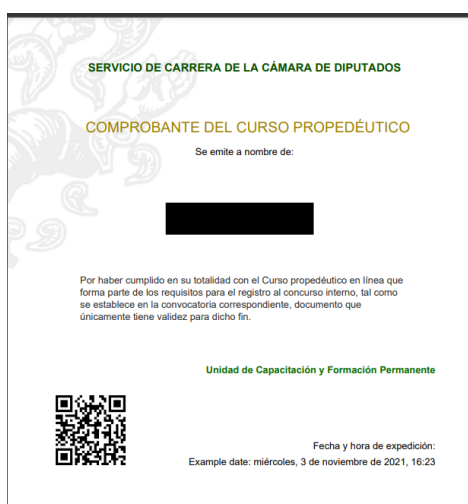 SERVICIO DE CARRERA DE LA CÁMARA DE DIPUTADOS
COMPROBANTE DEL CURSO PROPEDÉUTICO
Se emite a nombre de:
Por haber cumplido en su totalidad con el Curso propedéutico en línea que
forma parte de los requisitos para el registro al concurso interno, tal como
se establece en la convocatoria correspondiente, documento que
únicamente tiene validez para dicho fin.
Unidad de Capacitación y Formación Permanente
Fecha y hora de expedición:
Example date: miércoles, 3 de noviembre de 2021, 16:23